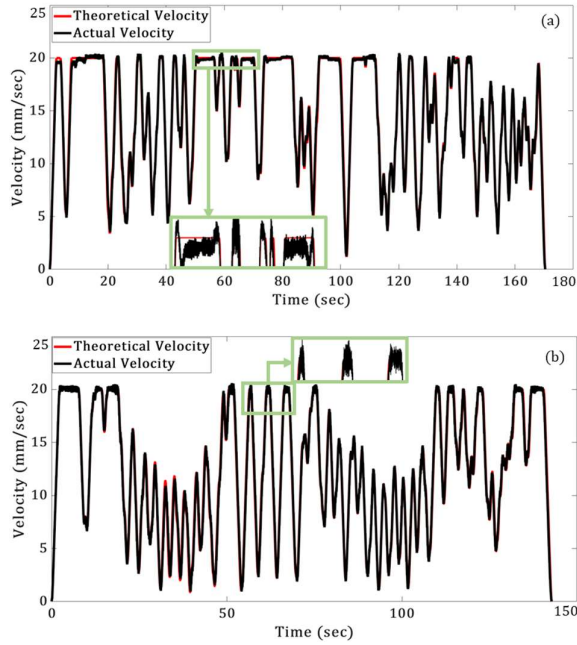 25
Theoretical Velocity
Actual Velocity
(a)
20
15
10
5
0
Velocity (mm/sec)
0 20 40 60 80 100 120 140 160 180
Time (sec)
25
Theoretical Velocity
Actual Velocity
(b)
20
15
10
5
0
Velocity (mm/sec)
0 50 100 150
Time (sec)